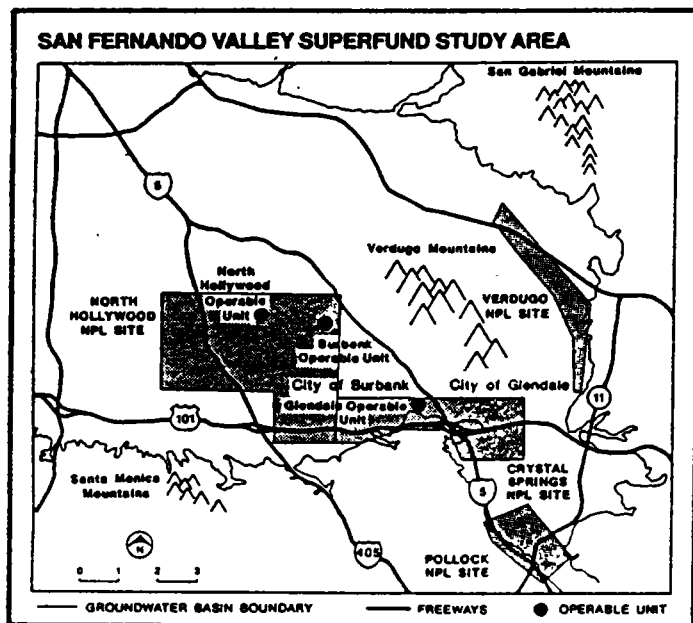 SAN FERNANDO VALLEY SUPERFUND STUDY AREA
San Gabriel Mountains
5
Verdugo Mountains
North
Hollywood
Operable
Unit
NORTH
HOLLYWOOD
NPL SITE
VERDUGO
NPL SITE
Burbank
Operable Unit
City of Burbank
City of Glendale
11
Glendale Operable
Unit
101
CRYSTAL
SPRINGS
NPL SITE
Santa Monica
Mountains
5
N
405
POLLOCK
NPL SITE
0 1 2 3
GROUNDWATER BASIN BOUNDARY
FREEWAYS
OPERABLE UNIT